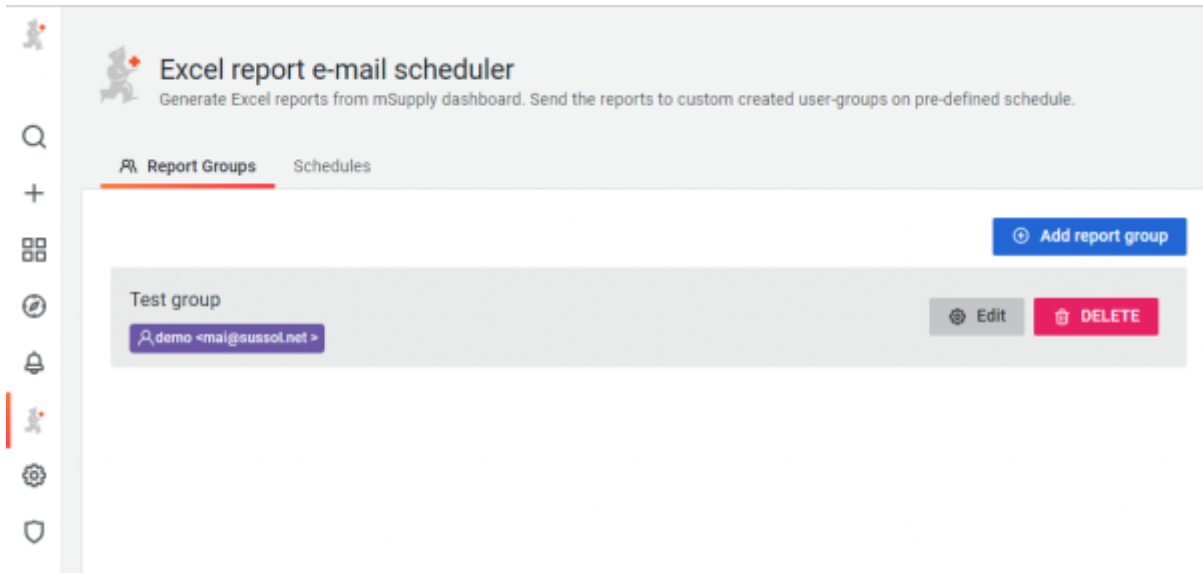 Excel report e-mail scheduler
Generate Excel reports from mSupply dashboard. Send the reports to custom created user-groups on pre-defined schedule.
Report Groups Schedules
Add report group
Test group
Edit DELETE
demo <mai@sussol.net >